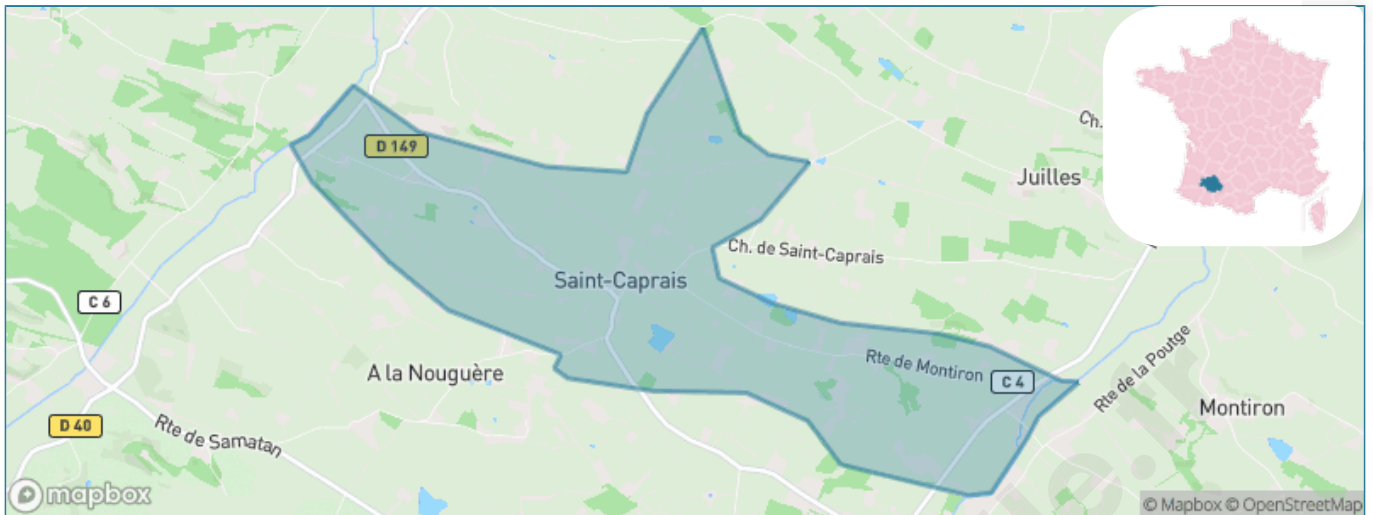 D 149
Ch.
Juilles
Ch. de Saint-Caprais
Saint-Caprais
C 6
Rte de Montiron
C 4
Rte de la Poutge
A la Nouguère
Montiron
D 40
Rte de Samatan
mapbox
© Mapbox © OpenStreetMap